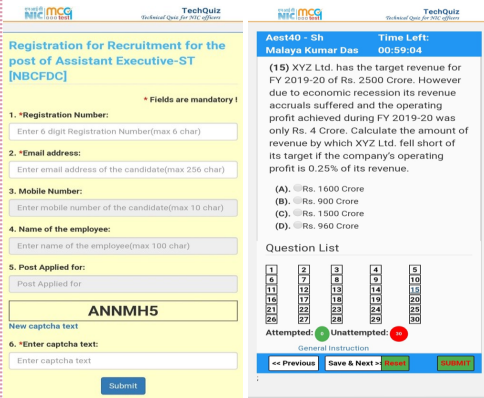 NIC MCQ test
TechQuiz
Technical Quiz for NIC officers
Registration for Recruitment for the
post of Assistant Executive-ST
[NBCFDC]
* Fields are mandatory !
1. *Registration Number:
Enter 6 digit Registration Number(max 6 char)
2. *Email address:
Enter email address of the candidate(max 256 char)
3. Mobile Number:
Enter mobile number of the candidate(max 10 char)
4. Name of the employee:
Enter name of the employee(max 100 char)
5. Post Applied for:
Post Applied for
ANNMH5
New captcha text
6. *Enter captcha text:
Enter captcha text
Submit
NIC MCQ test
TechQuiz
Technical Quiz for NIC officers
Aest40 - Sh
Time Left:
Malaya Kumar Das
00:59:04
(15) XYZ Ltd. has the target revenue for
FY 2019-20 of Rs. 2500 Crore. However
due to economic recession its revenue
accruals suffered and the operating
profit achieved during FY 2019-20 was
only Rs. 4 Crore. Calculate the amount of
revenue by which XYZ Ltd. fell short of
its target if the company's operating
profit is 0.25% of its revenue.
(A). Rs. 1600 Crore
(B). Rs. 900 Crore
(C). Rs. 1500 Crore
(D). Rs. 960 Crore
Question List
1 2 3 4 5
6 7 8 9 10
11 12 13 14 15
16 17 18 19 20
21 22 23 24 25
26 27 28 29 30
Attempted: Unattempted: 30
General Instruction
<< Previous Save & Next >> Reset SUBMIT
;